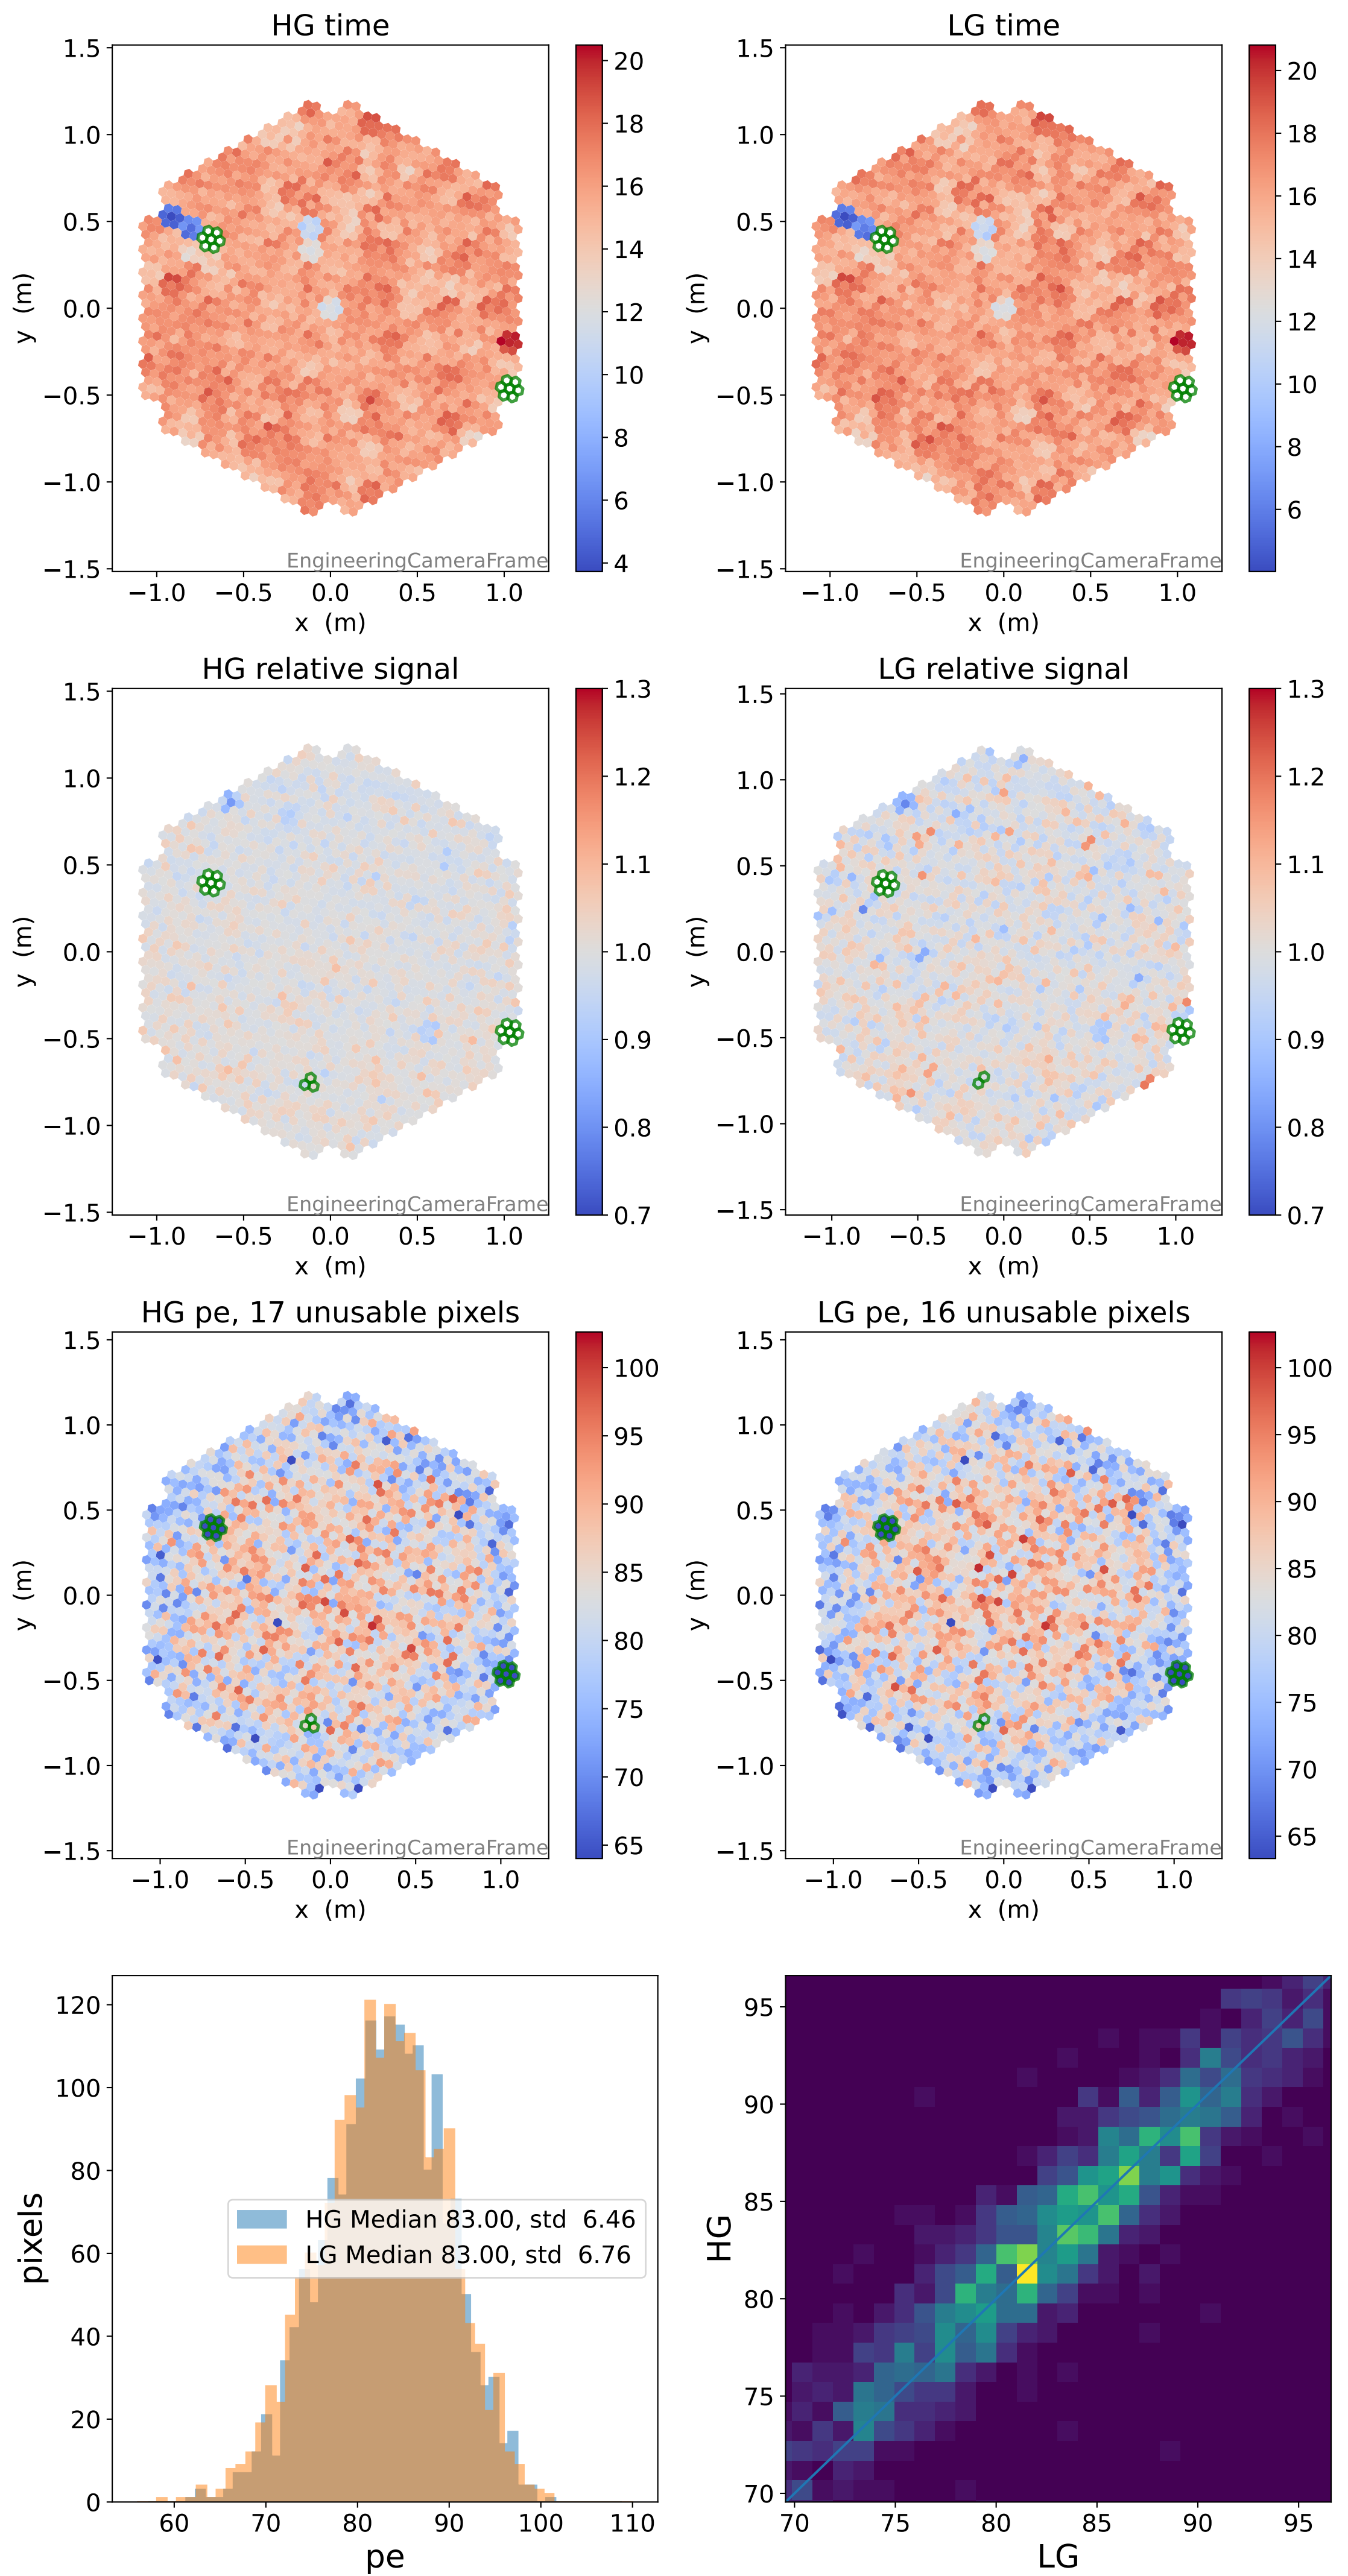 HG time
LG time
1.5
1.0
0.5
0.0
−0.5
−1.0
−1.5
y (m)
−1.0 −0.5 0.0 0.5 1.0
x (m)
EngineeringCameraFrame
20
18
16
14
12
10
8
6
4
1.5
1.0
0.5
0.0
−0.5
−1.0
−1.5
y (m)
−1.0 −0.5 0.0 0.5 1.0
x (m)
EngineeringCameraFrame
20
18
16
14
12
10
8
6
HG relative signal
LG relative signal
1.5
1.0
0.5
0.0
−0.5
−1.0
−1.5
y (m)
−1.0 −0.5 0.0 0.5 1.0
x (m)
EngineeringCameraFrame
1.3
1.2
1.1
1.0
0.9
0.8
0.7
1.5
1.0
0.5
0.0
−0.5
−1.0
−1.5
y (m)
−1.0 −0.5 0.0 0.5 1.0
x (m)
EngineeringCameraFrame
1.3
1.2
1.1
1.0
0.9
0.8
0.7
HG pe, 17 unusable pixels
LG pe, 16 unusable pixels
1.5
1.0
0.5
0.0
−0.5
−1.0
−1.5
y (m)
−1.0 −0.5 0.0 0.5 1.0
x (m)
EngineeringCameraFrame
100
95
90
85
80
75
70
65
1.5
1.0
0.5
0.0
−0.5
−1.0
−1.5
y (m)
−1.0 −0.5 0.0 0.5 1.0
x (m)
EngineeringCameraFrame
100
95
90
85
80
75
70
65
120
100
80
60
40
20
0
pixels
HG Median 83.00, std 6.46
LG Median 83.00, std 6.76
60 70 80 90 100 110
pe
95
90
85
80
75
70
HG
70 75 80 85 90 95
LG